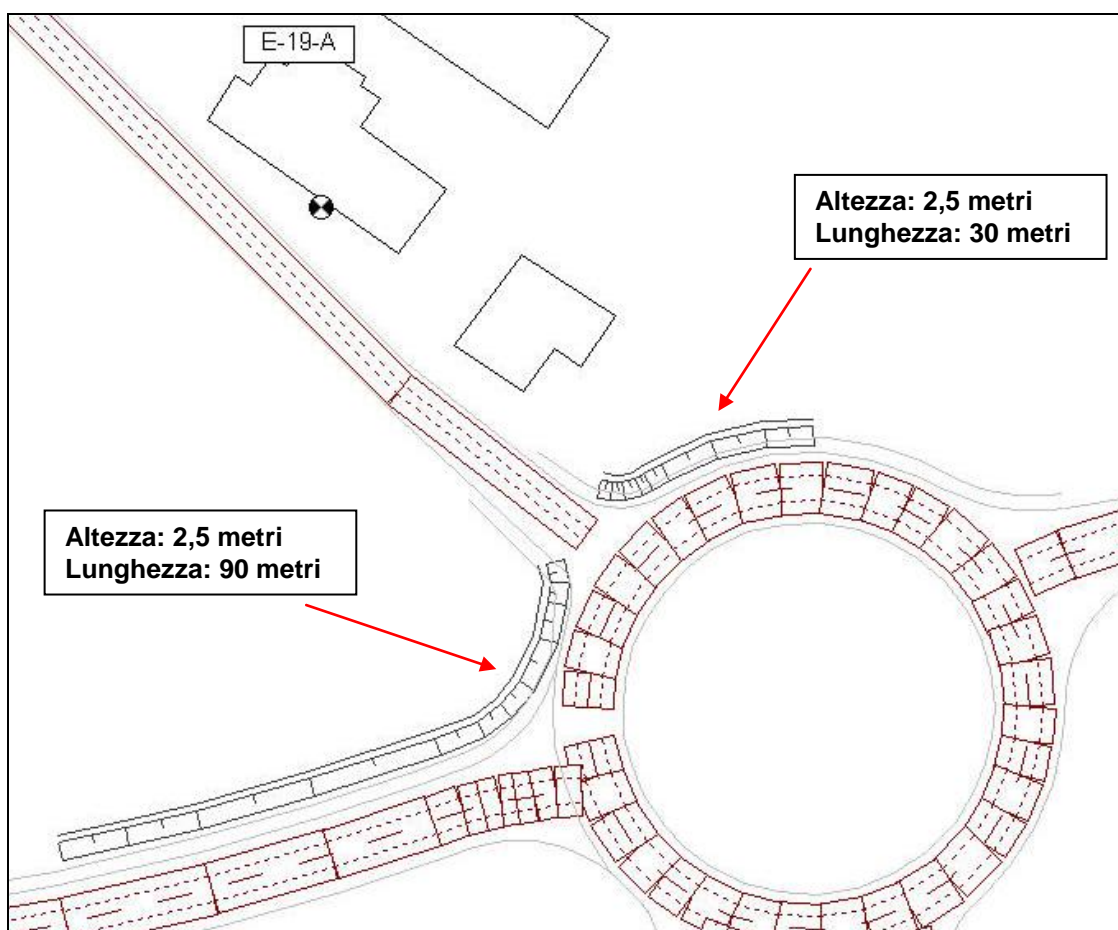 E-19-A
Altezza: 2,5 metri
Lunghezza: 30 metri
Altezza: 2,5 metri
Lunghezza: 90 metri